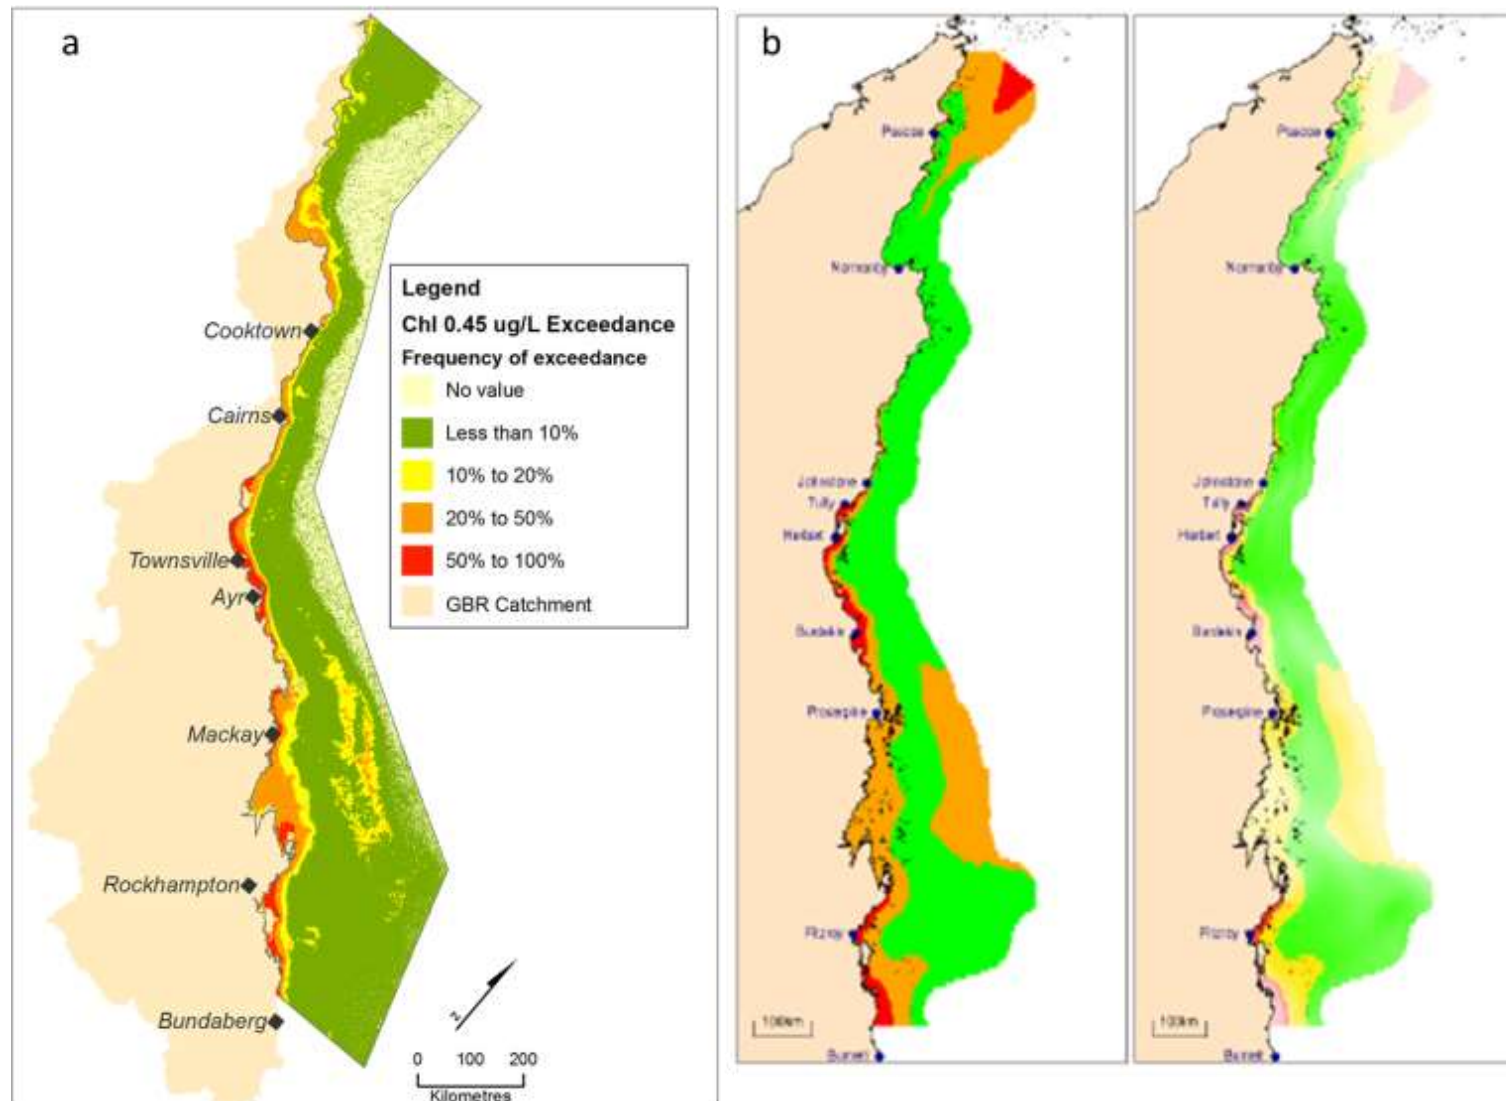 a
Cooktown
Cairns
Townsville
Ayr
Mackay
Rockhampton
Bundaberg
Legend
Chl 0.45 ug/L Exceedance
Frequency of exceedance
No value
Less than 10%
10% to 20%
20% to 50%
50% to 100%
GBR Catchment
N
0 100 200
Kilometres
b
Pascoe
Normanby
Johnstone
Tully
Herbert
Burdekin
Proserpine
Fitzroy
100km
Burnett
Pascoe
Normanby
Johnstone
Tully
Herbert
Burdekin
Proserpine
Fitzroy
100km
Burnett